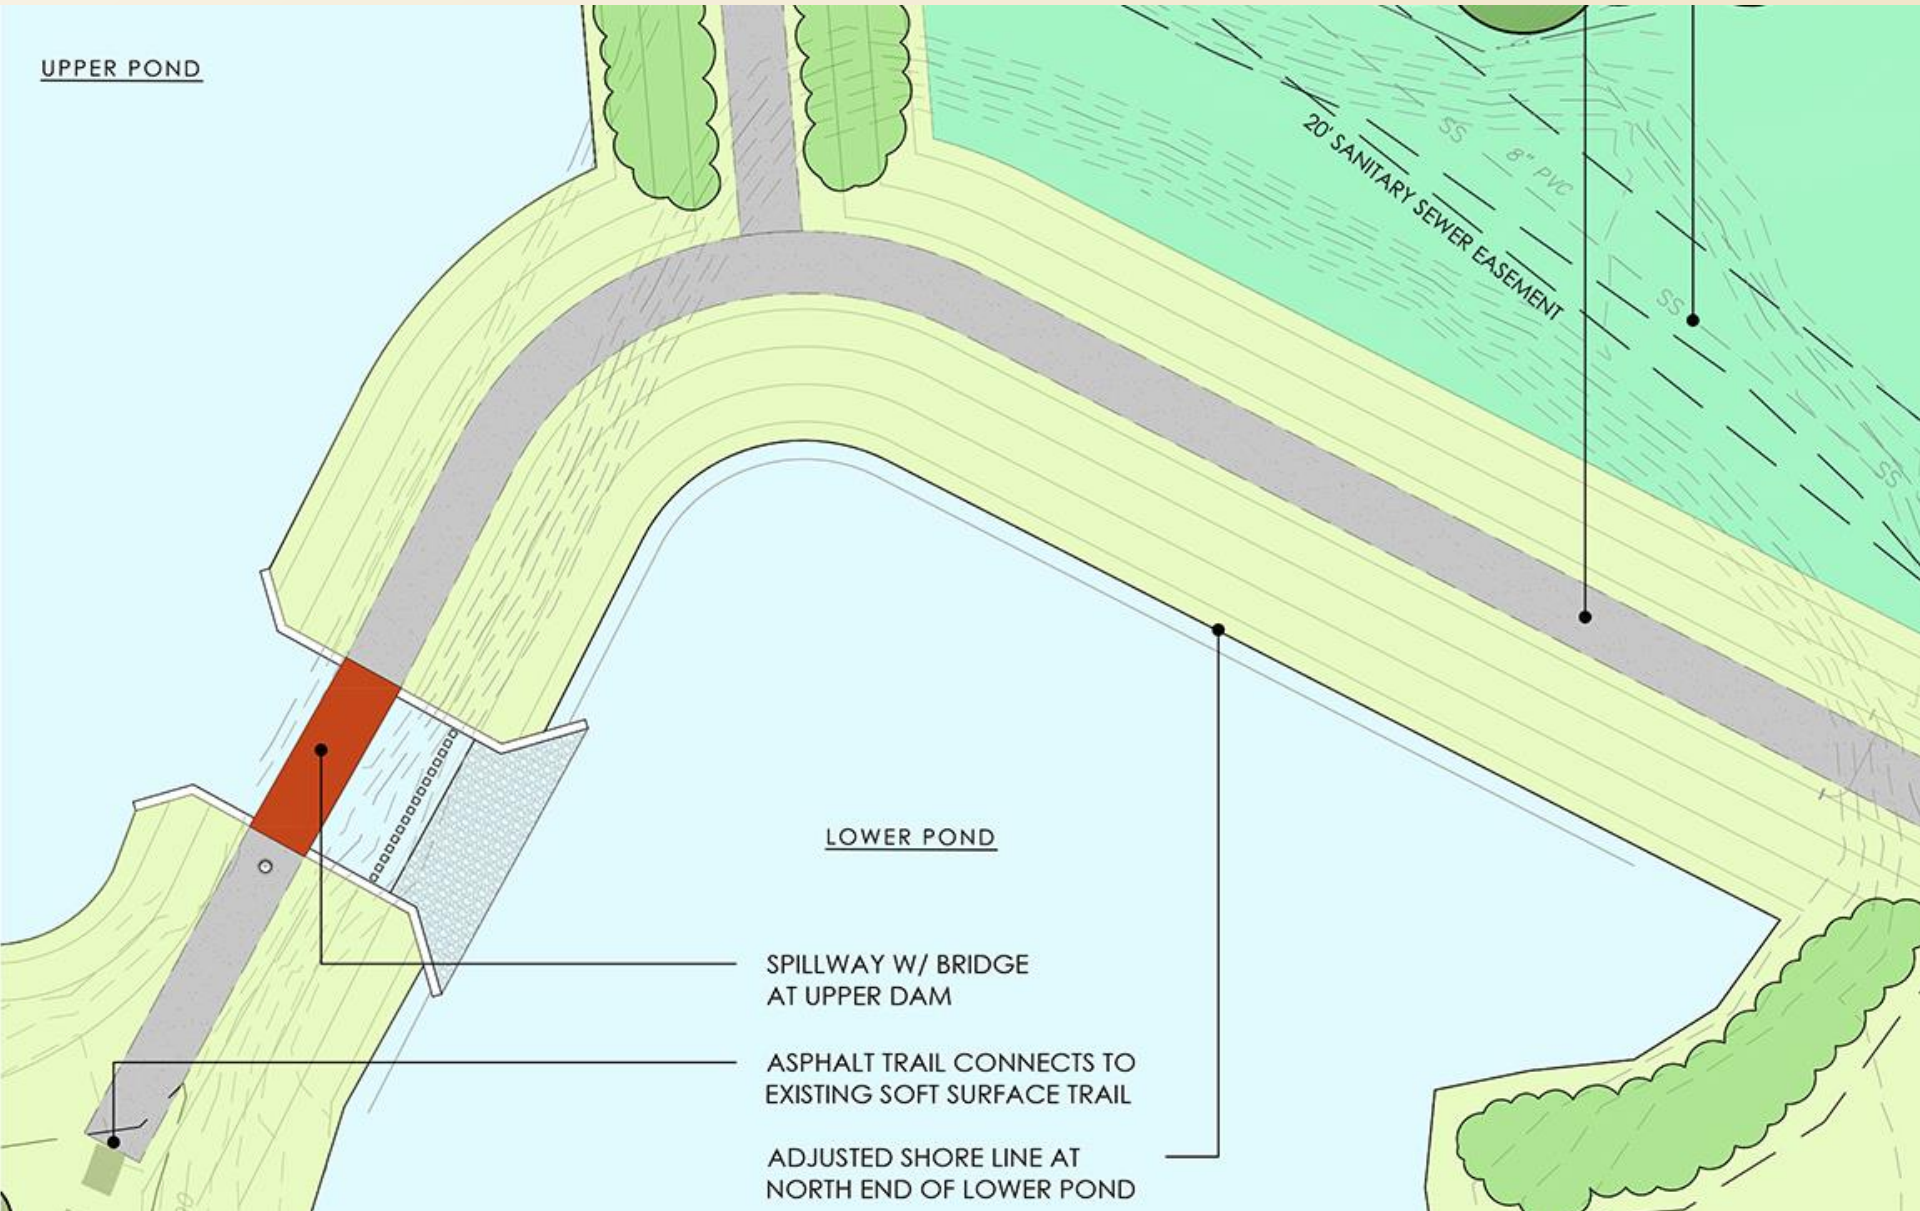 UPPER POND
20' SANITARY SEWER EASEMENT
SS
8" PVC
SS
SS
LOWER POND
SPILLWAY W/ BRIDGE
AT UPPER DAM
ASPHALT TRAIL CONNECTS TO
EXISTING SOFT SURFACE TRAIL
ADJUSTED SHORE LINE AT
NORTH END OF LOWER POND